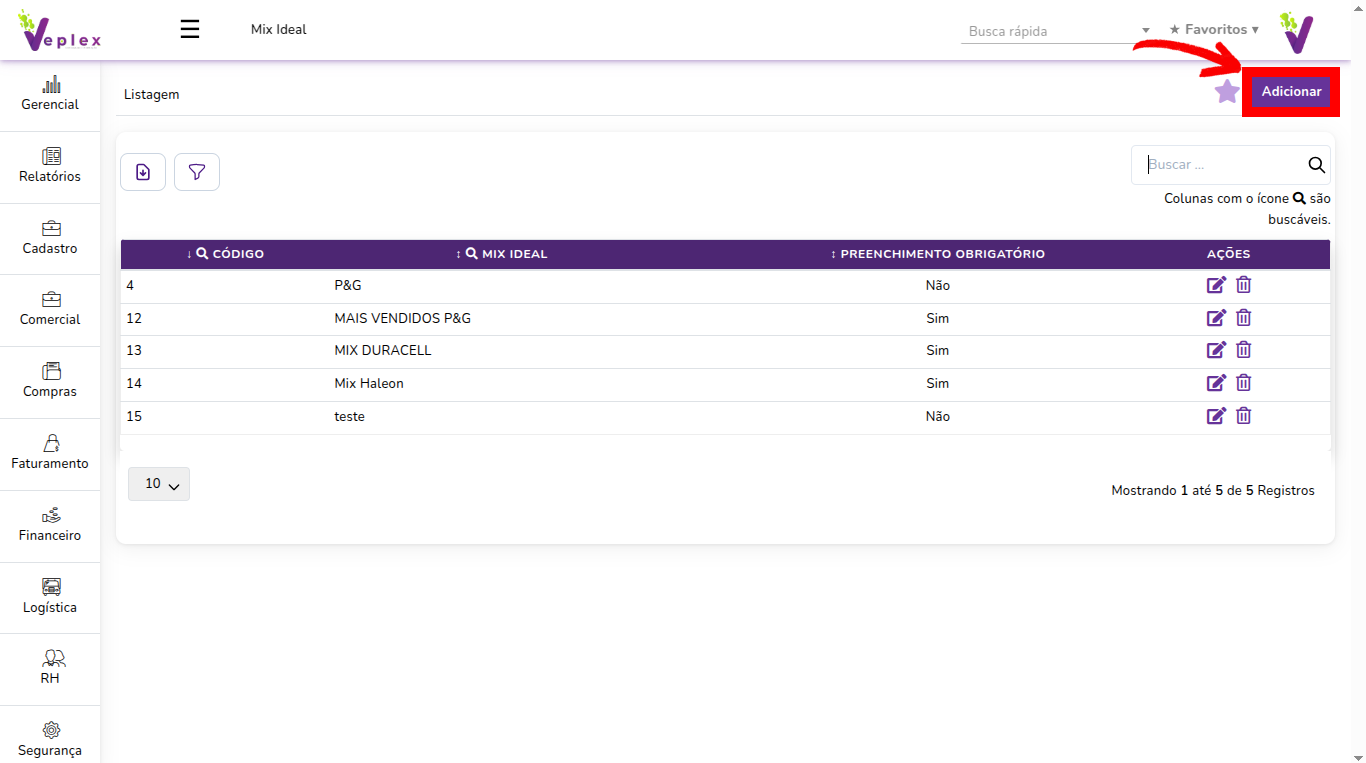 Veplex
☰
Mix Ideal
Busca rápida
★ Favoritos ▾
Gerencial
Relatórios
Cadastro
Comercial
Compras
Faturamento
Financeiro
Logística
RH
Segurança
Listagem
Adicionar
Buscar ...
Colunas com o ícone são
buscáveis.
↓ CÓDIGO ↕ MIX IDEAL ↕ PREENCHIMENTO OBRIGATÓRIO AÇÕES
4 P&G Não
12 MAIS VENDIDOS P&G Sim
13 MIX DURACELL Sim
14 Mix Haleon Sim
15 teste Não
10
Mostrando 1 até 5 de 5 Registros